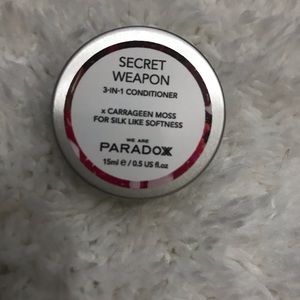 SECRET
WEAPON
3-IN-1 CONDITIONER
x CARRAGEEN MOSS
FOR SILK LIKE SOFTNESS
WE ARE
PARADOXX
15ml e / 0.5 US fl.oz